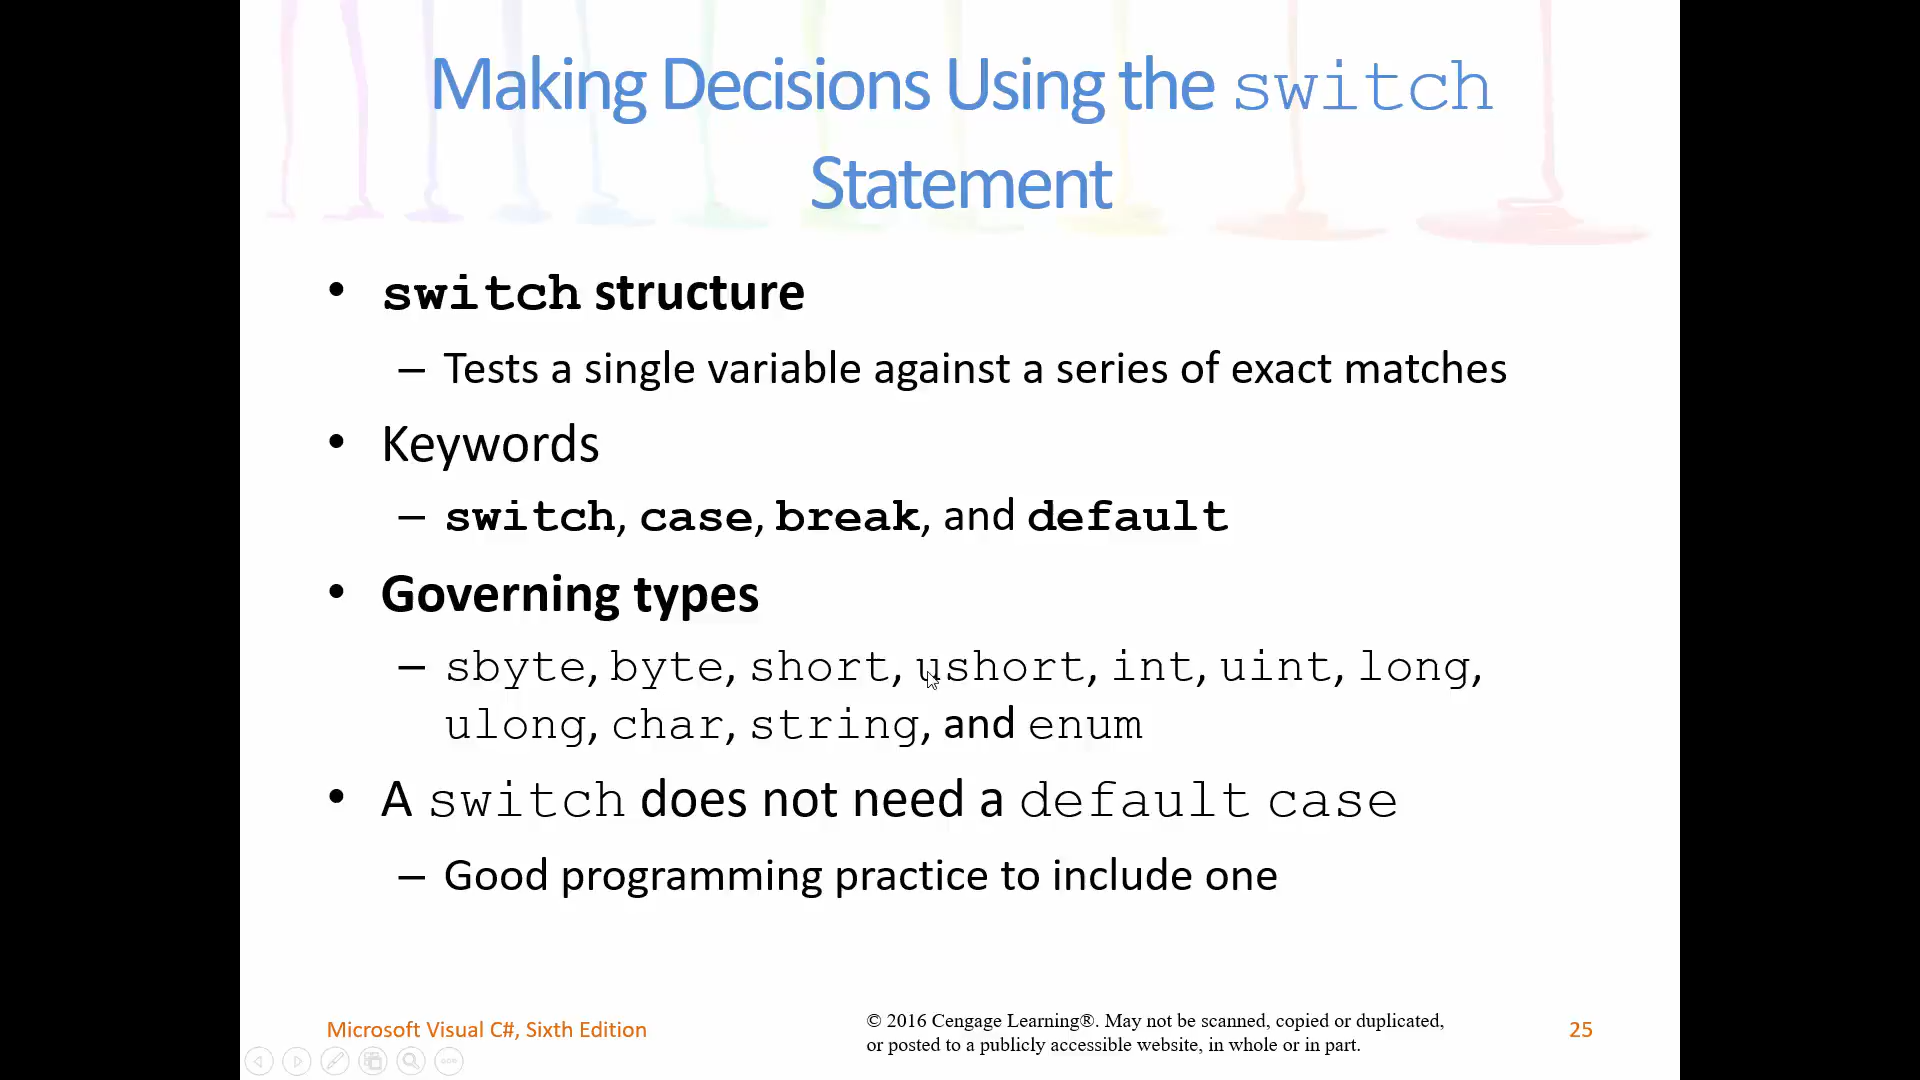 Making Decisions Using the switch
Statement
• switch structure
– Tests a single variable against a series of exact matches
• Keywords
– switch, case, break, and default
• Governing types
– sbyte, byte, short, ushort, int, uint, long,
ulong, char, string, and enum
• A switch does not need a default case
– Good programming practice to include one
Microsoft Visual C#, Sixth Edition
© 2016 Cengage Learning®. May not be scanned, copied or duplicated,
or posted to a publicly accessible website, in whole or in part.
25